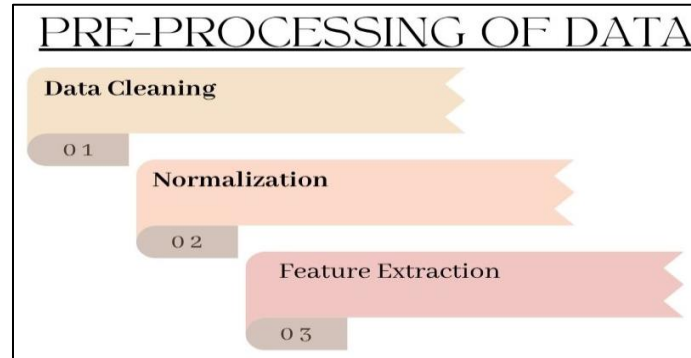 PRE-PROCESSING OF DATA
Data Cleaning
01
Normalization
02
Feature Extraction
03